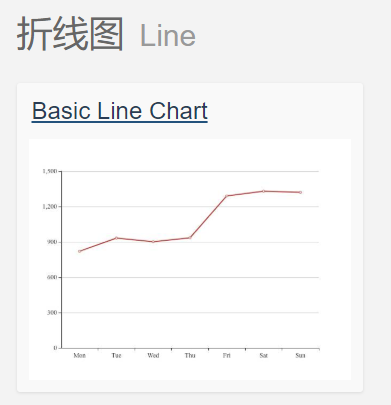 折线图 Line
Basic Line Chart
1,500
1,200
900
600
300
0
Mon Tue Wed Thu Fri Sat Sun